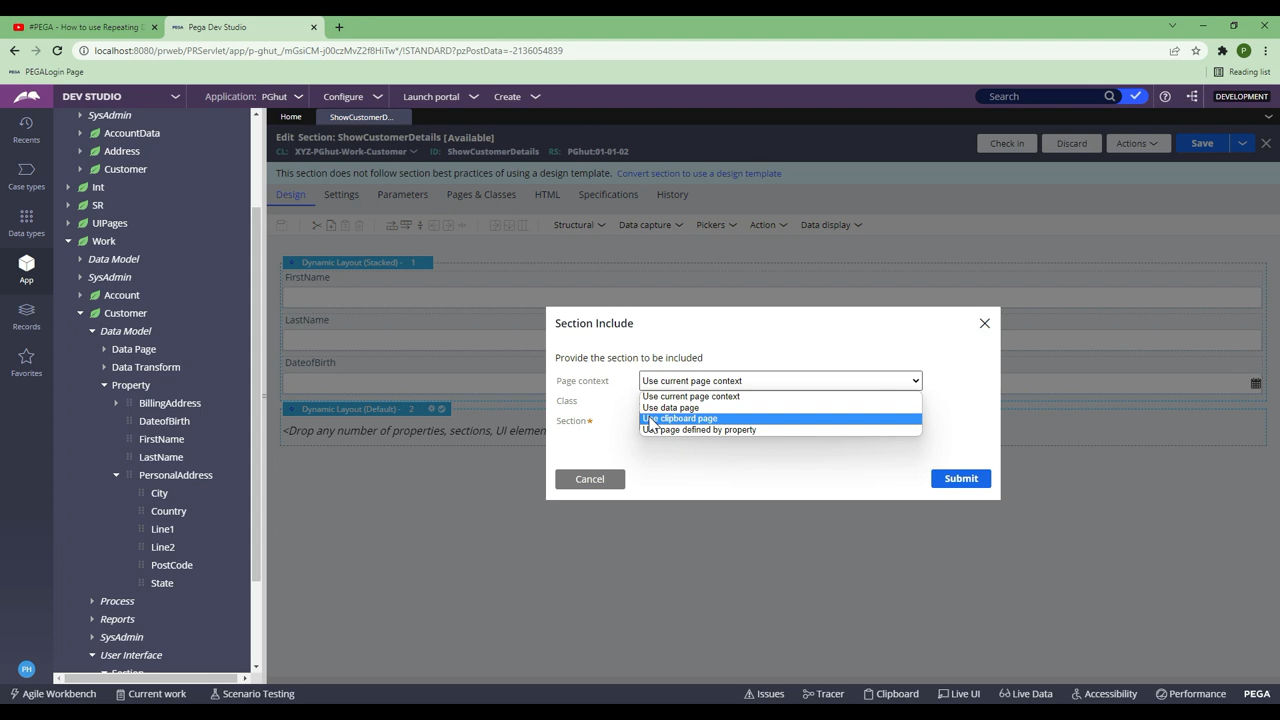 #PEGA - How to use Repeating D
Pega Dev Studio
localhost:8080/prweb/PRServlet/app/p-ghut_/mGsiCM-j00czMvZ2f8HiTw*/!STANDARD?pzPostData=-2136054839
P
PEGALogin Page
Reading list
DEV STUDIO
Application: PGhut
Configure
Launch portal
Create
Search
DEVELOPMENT
Recents
Case types
Data types
App
Records
Favorites
PH
SysAdmin
AccountData
Address
Customer
Int
SR
UIPages
Work
Data Model
SysAdmin
Account
Customer
Data Model
Data Page
Data Transform
Property
BillingAddress
DateofBirth
FirstName
LastName
PersonalAddress
City
Country
Line1
Line2
PostCode
State
Process
Reports
SysAdmin
User Interface
Section
Home
ShowCustomerD...
Edit Section: ShowCustomerDetails [Available]
CL: XYZ-PGhut-Work-Customer ID: ShowCustomerDetails RS: PGhut:01-01-02
Check in
Discard
Actions
Save
This section does not follow section best practices of using a design template. Convert section to use a design template
Design
Settings
Parameters
Pages & Classes
HTML
Specifications
History
Structural
Data capture
Pickers
Action
Data display
Dynamic Layout (Stacked) - 1
FirstName
LastName
DateofBirth
Dynamic Layout (Default) - 2
<Drop any number of properties, sections, UI elemen
Section Include
Provide the section to be included
Page context
Use current page context
Use current page context
Use data page
Use clipboard page
Use page defined by property
Class
Section*
Cancel
Submit
Agile Workbench
Current work
Scenario Testing
Issues
Tracer
Clipboard
Live UI
Live Data
Accessibility
Performance
PEGA